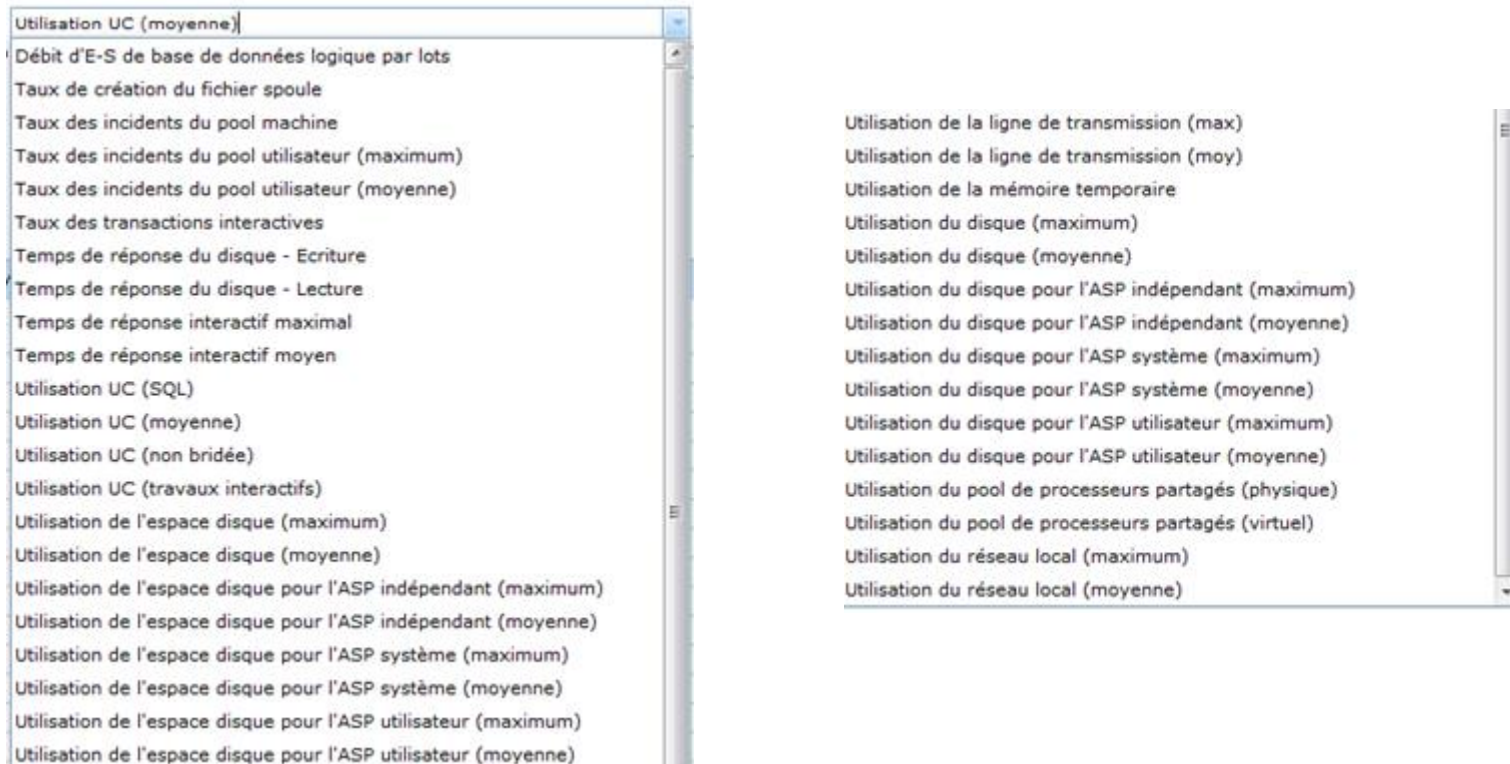 Utilisation UC (moyenne)
Débit d'E-S de base de données logique par lots
Taux de création du fichier spoule
Taux des incidents du pool machine
Taux des incidents du pool utilisateur (maximum)
Taux des incidents du pool utilisateur (moyenne)
Taux des transactions interactives
Temps de réponse du disque - Ecriture
Temps de réponse du disque - Lecture
Temps de réponse interactif maximal
Temps de réponse interactif moyen
Utilisation UC (SQL)
Utilisation UC (moyenne)
Utilisation UC (non bridée)
Utilisation UC (travaux interactifs)
Utilisation de l'espace disque (maximum)
Utilisation de l'espace disque (moyenne)
Utilisation de l'espace disque pour l'ASP indépendant (maximum)
Utilisation de l'espace disque pour l'ASP indépendant (moyenne)
Utilisation de l'espace disque pour l'ASP système (maximum)
Utilisation de l'espace disque pour l'ASP système (moyenne)
Utilisation de l'espace disque pour l'ASP utilisateur (maximum)
Utilisation de l'espace disque pour l'ASP utilisateur (moyenne)
Utilisation de la ligne de transmission (max)
Utilisation de la ligne de transmission (moy)
Utilisation de la mémoire temporaire
Utilisation du disque (maximum)
Utilisation du disque (moyenne)
Utilisation du disque pour l'ASP indépendant (maximum)
Utilisation du disque pour l'ASP indépendant (moyenne)
Utilisation du disque pour l'ASP système (maximum)
Utilisation du disque pour l'ASP système (moyenne)
Utilisation du disque pour l'ASP utilisateur (maximum)
Utilisation du disque pour l'ASP utilisateur (moyenne)
Utilisation du pool de processeurs partagés (physique)
Utilisation du pool de processeurs partagés (virtuel)
Utilisation du réseau local (maximum)
Utilisation du réseau local (moyenne)